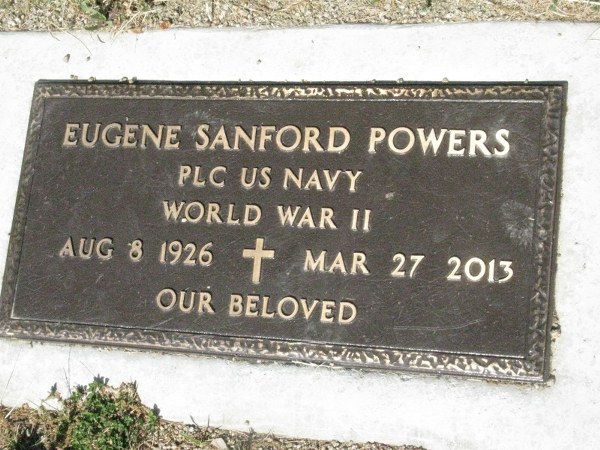 EUGENE SANFORD POWERS
PLC US NAVY
WORLD WAR II
AUG 8 1926 MAR 27 2013
OUR BELOVED